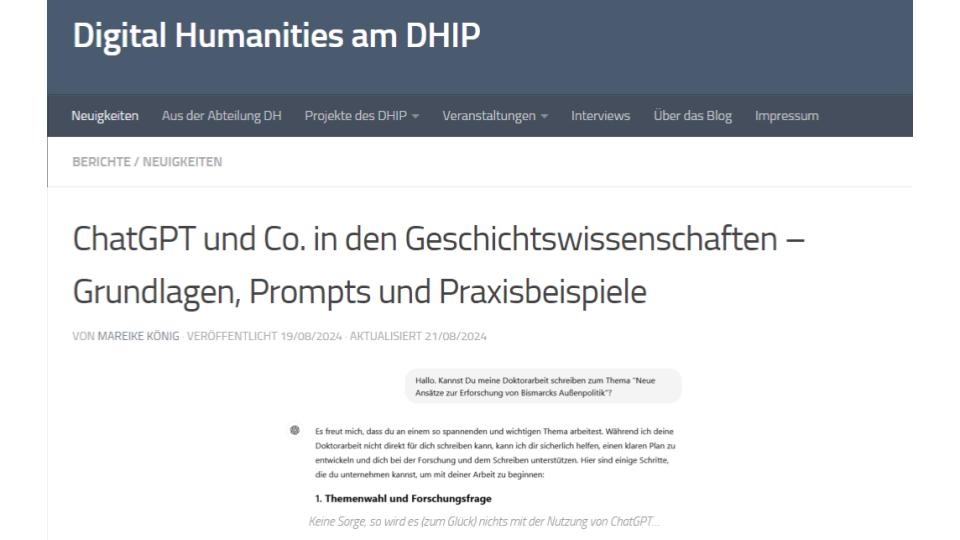 Digital Humanities am DHIP
Neuigkeiten Aus der Abteilung DH Projekte des DHIP Veranstaltungen Interviews Über das Blog Impressum
BERICHTE / NEUIGKEITEN
ChatGPT und Co. in den Geschichtswissenschaften –
Grundlagen, Prompts und Praxisbeispiele
VON MAREIKE KÖNIG · VERÖFFENTLICHT 19/08/2024 · AKTUALISIERT 21/08/2024
Hallo. Kannst Du meine Doktorarbeit schreiben zum Thema "Neue
Ansätze zur Erforschung von Bismarcks Außenpolitik"?
Es freut mich, dass du an einem so spannenden und wichtigen Thema arbeitest. Während ich deine
Doktorarbeit nicht direkt für dich schreiben kann, kann ich dir sicherlich helfen, einen klaren Plan zu
entwickeln und dich bei der Forschung und dem Schreiben unterstützen. Hier sind einige Schritte,
die du unternehmen kannst, um mit deiner Arbeit zu beginnen:
1. Themenwahl und Forschungsfrage
Keine Sorge, so wird es (zum Glück) nichts mit der Nutzung von ChatGPT...